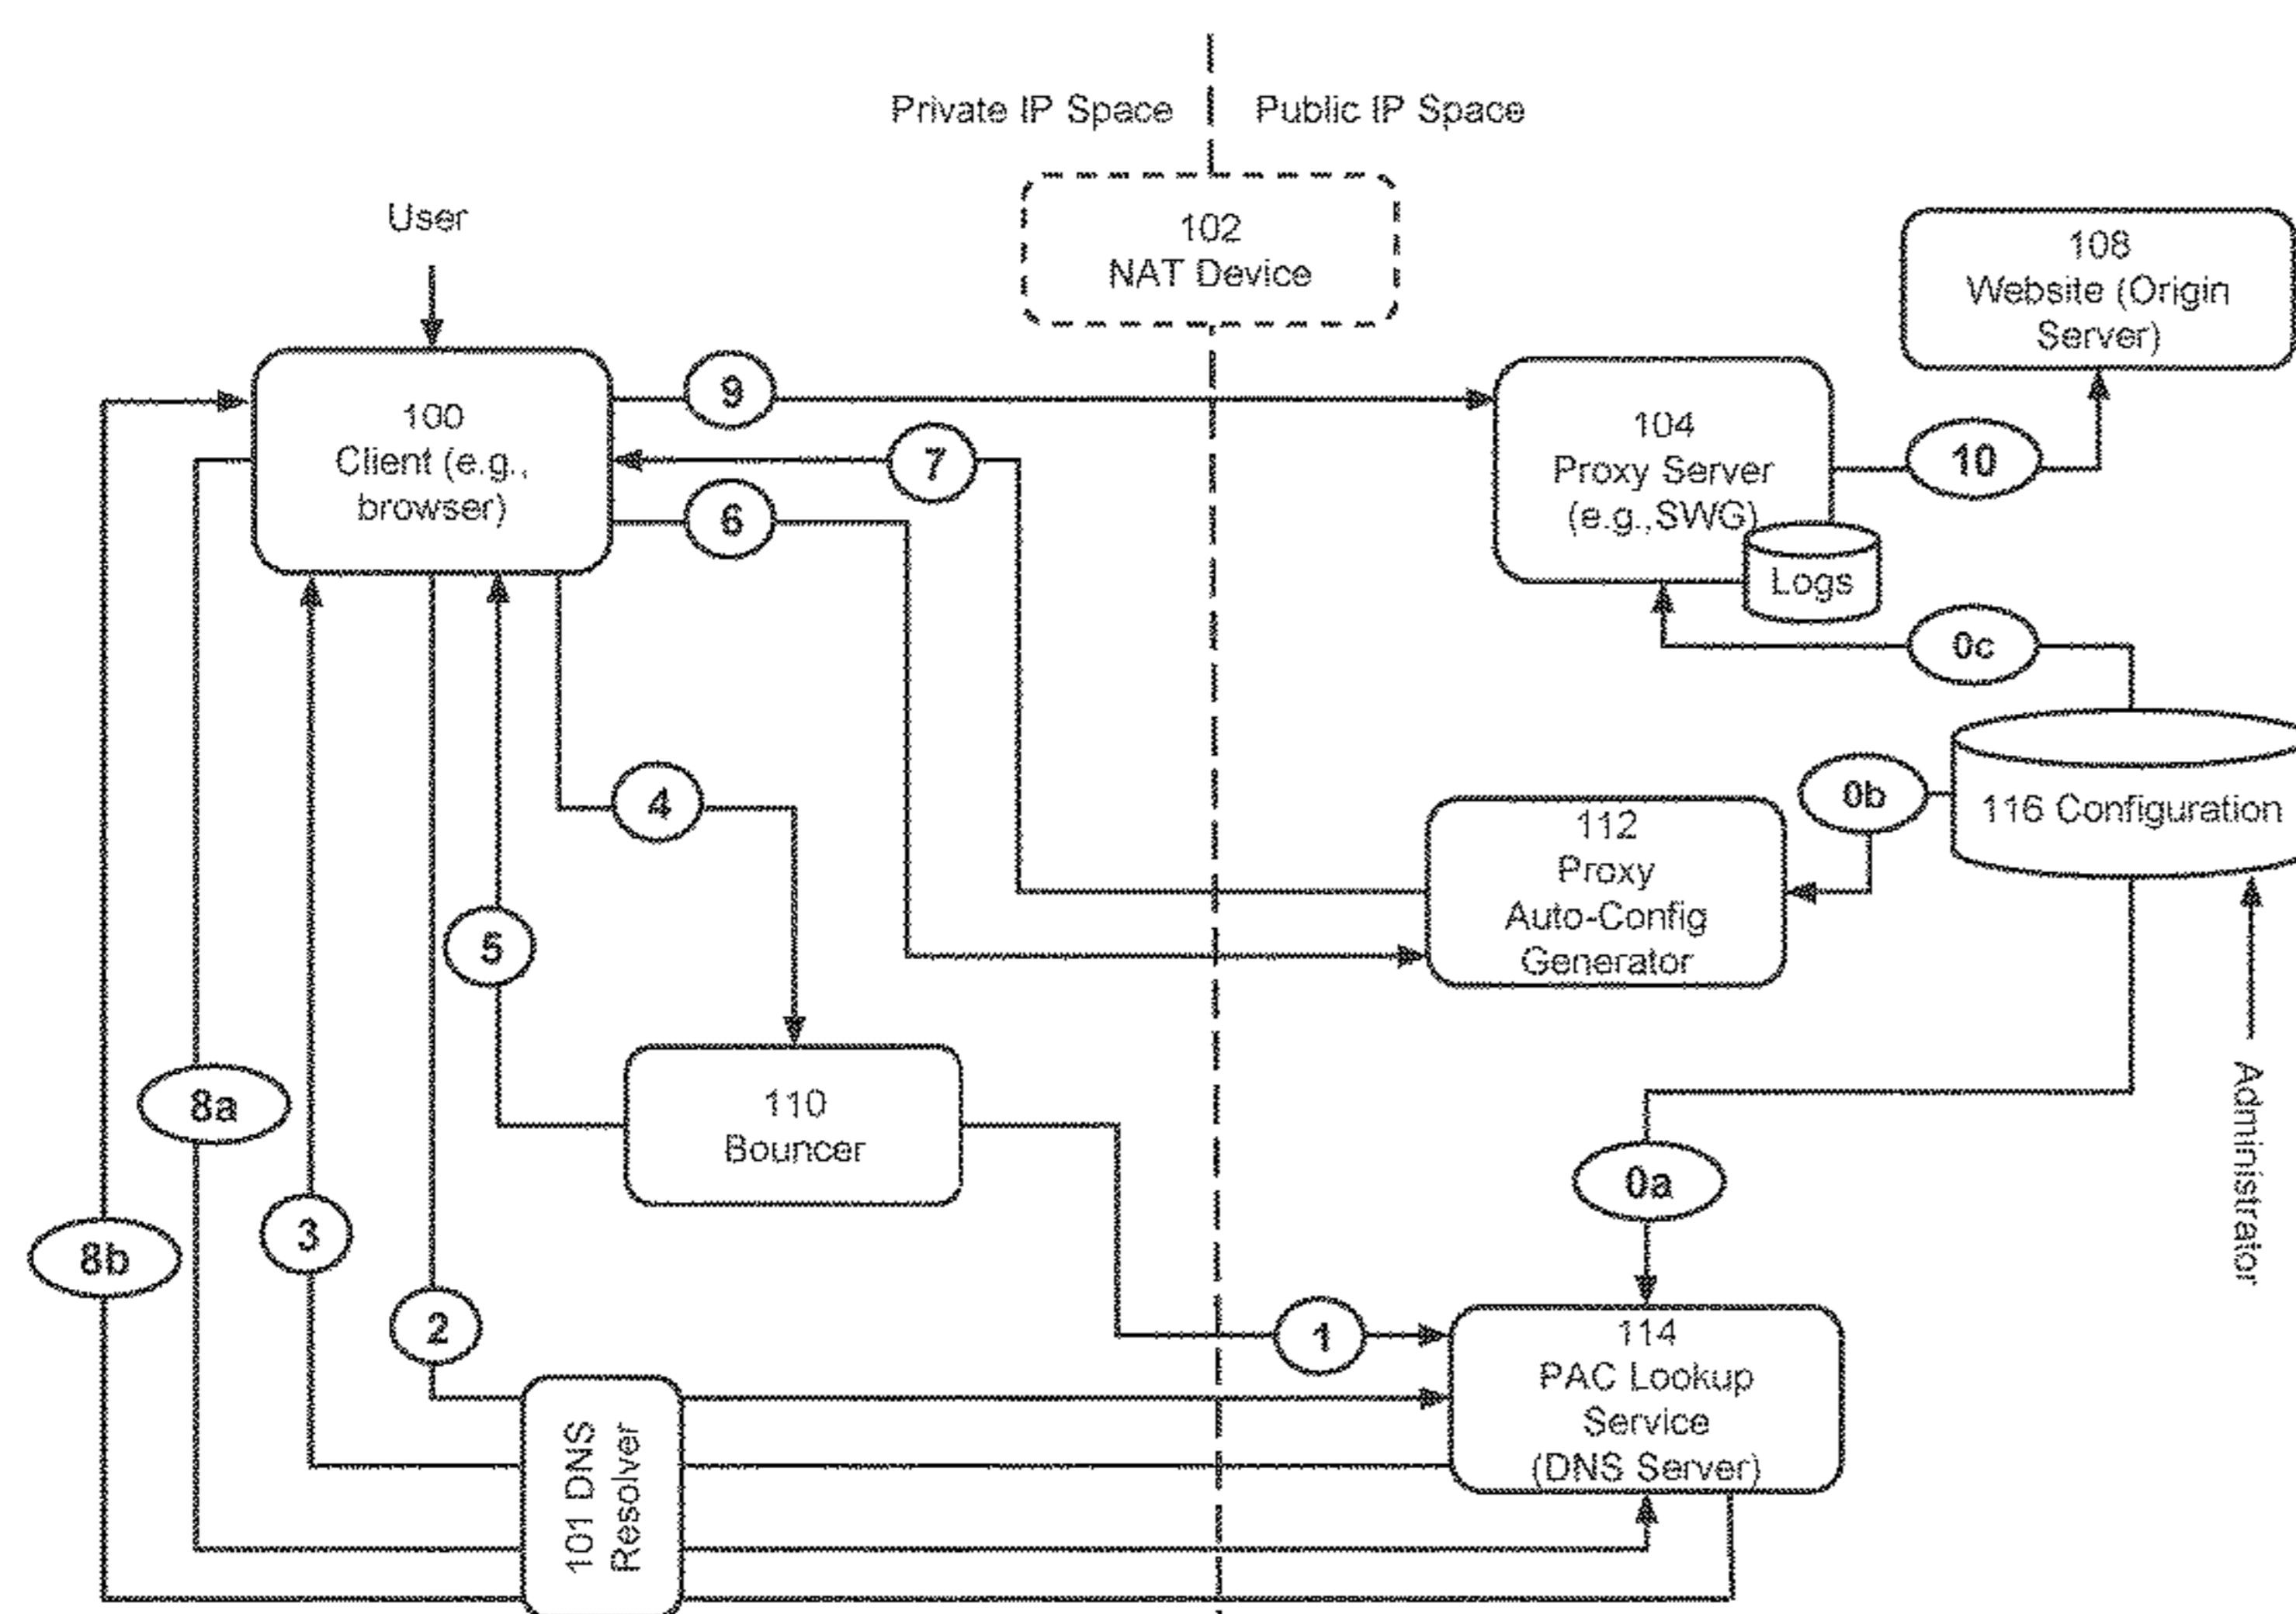 Private IP Space
Public IP Space
User
102
NAT Device
108
Website (Origin
Server)
100
Client (e.g.,
browser)
9
7
6
104
Proxy Server
(e.g.,SWG)
Logs
10
0c
4
112
Proxy
Auto-Config
Generator
0b
116 Configuration
5
8a
110
Bouncer
0a
Administrator
3
8b
2
1
114
PAC Lookup
Service
(DNS Server)
101 DNS
Resolver